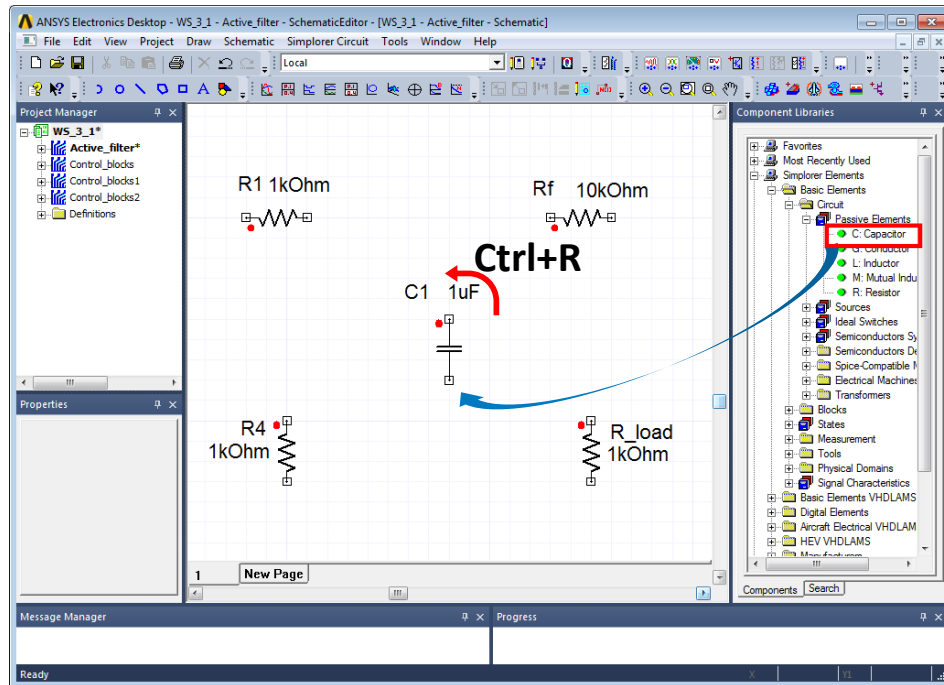 ANSYS Electronics Desktop - WS_3_1 - Active_filter - SchematicEditor - [WS_3_1 - Active_filter - Schematic]
File Edit View Project Draw Schematic Simplorer Circuit Tools Window Help
Local
Project Manager
WS_3_1*
Active_filter*
Control_blocks
Control_blocks1
Control_blocks2
Definitions
Properties
R1 1kOhm
Rf 10kOhm
Ctrl+R
C1 1uF
R4
1kOhm
R_load
1kOhm
1 New Page
Component Libraries
Favorites
Most Recently Used
Simplorer Elements
Basic Elements
Circuit
Passive Elements
C: Capacitor
G: Conductor
L: Inductor
M: Mutual Indu
R: Resistor
Sources
Ideal Switches
Semiconductors Sy
Semiconductors De
Spice-Compatible M
Electrical Machines
Transformers
Blocks
States
Measurement
Tools
Physical Domains
Signal Characteristics
Basic Elements VHDLAMS
Digital Elements
Aircraft Electrical VHDLAM
HEV VHDLAMS
Components Search
Message Manager
Progress
Ready
X
Y1